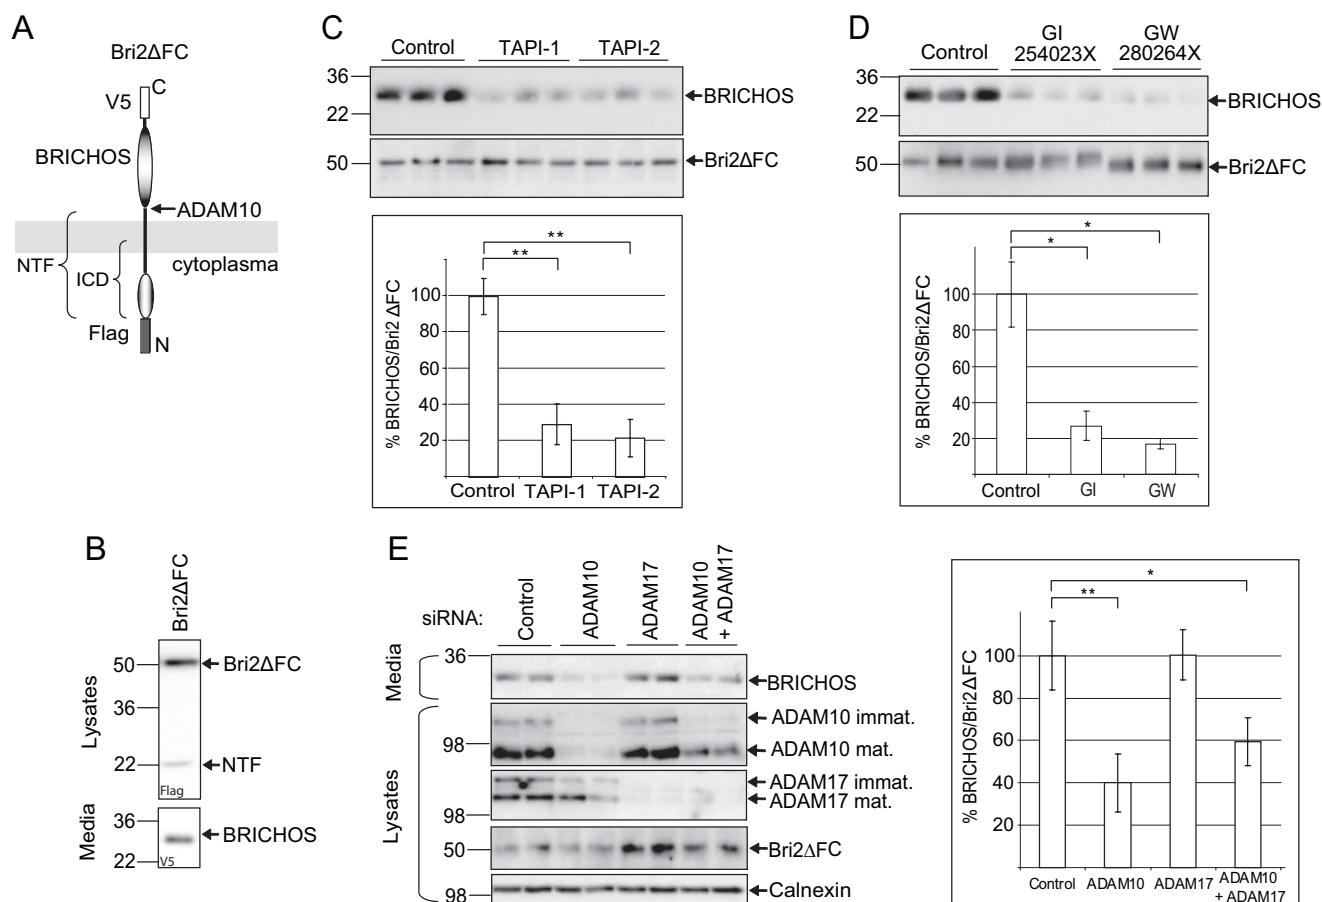 A
Bri2ΔFC
C
V5
BRICHOS
ADAM10
NTF
ICD
cytoplasma
Flag
N
B
Bri2ΔFC
Lysates
50
Bri2ΔFC
36
22
NTF
Flag
Media
36
BRICHOS
22
V5
C
Control TAPI-1 TAPI-2
36
BRICHOS
22
50
Bri2ΔFC
% BRICHOS/Bri2 ΔFC
**
**
100
80
60
40
20
Control TAPI-1 TAPI-2
D
Control
GI
254023X
GW
280264X
36
BRICHOS
22
50
Bri2ΔFC
% BRICHOS/Bri2ΔFC
*
*
100
80
60
40
20
Control GI GW
E
siRNA:
Control
ADAM10
ADAM17
ADAM10
+ ADAM17
Media
36
BRICHOS
Lysates
ADAM10 immat.
98
ADAM10 mat.
ADAM17 immat.
ADAM17 mat.
98
50
Bri2ΔFC
98
Calnexin
% BRICHOS/Bri2ΔFC
*
**
100
80
60
40
20
Control ADAM10 ADAM17 ADAM10
+ ADAM17